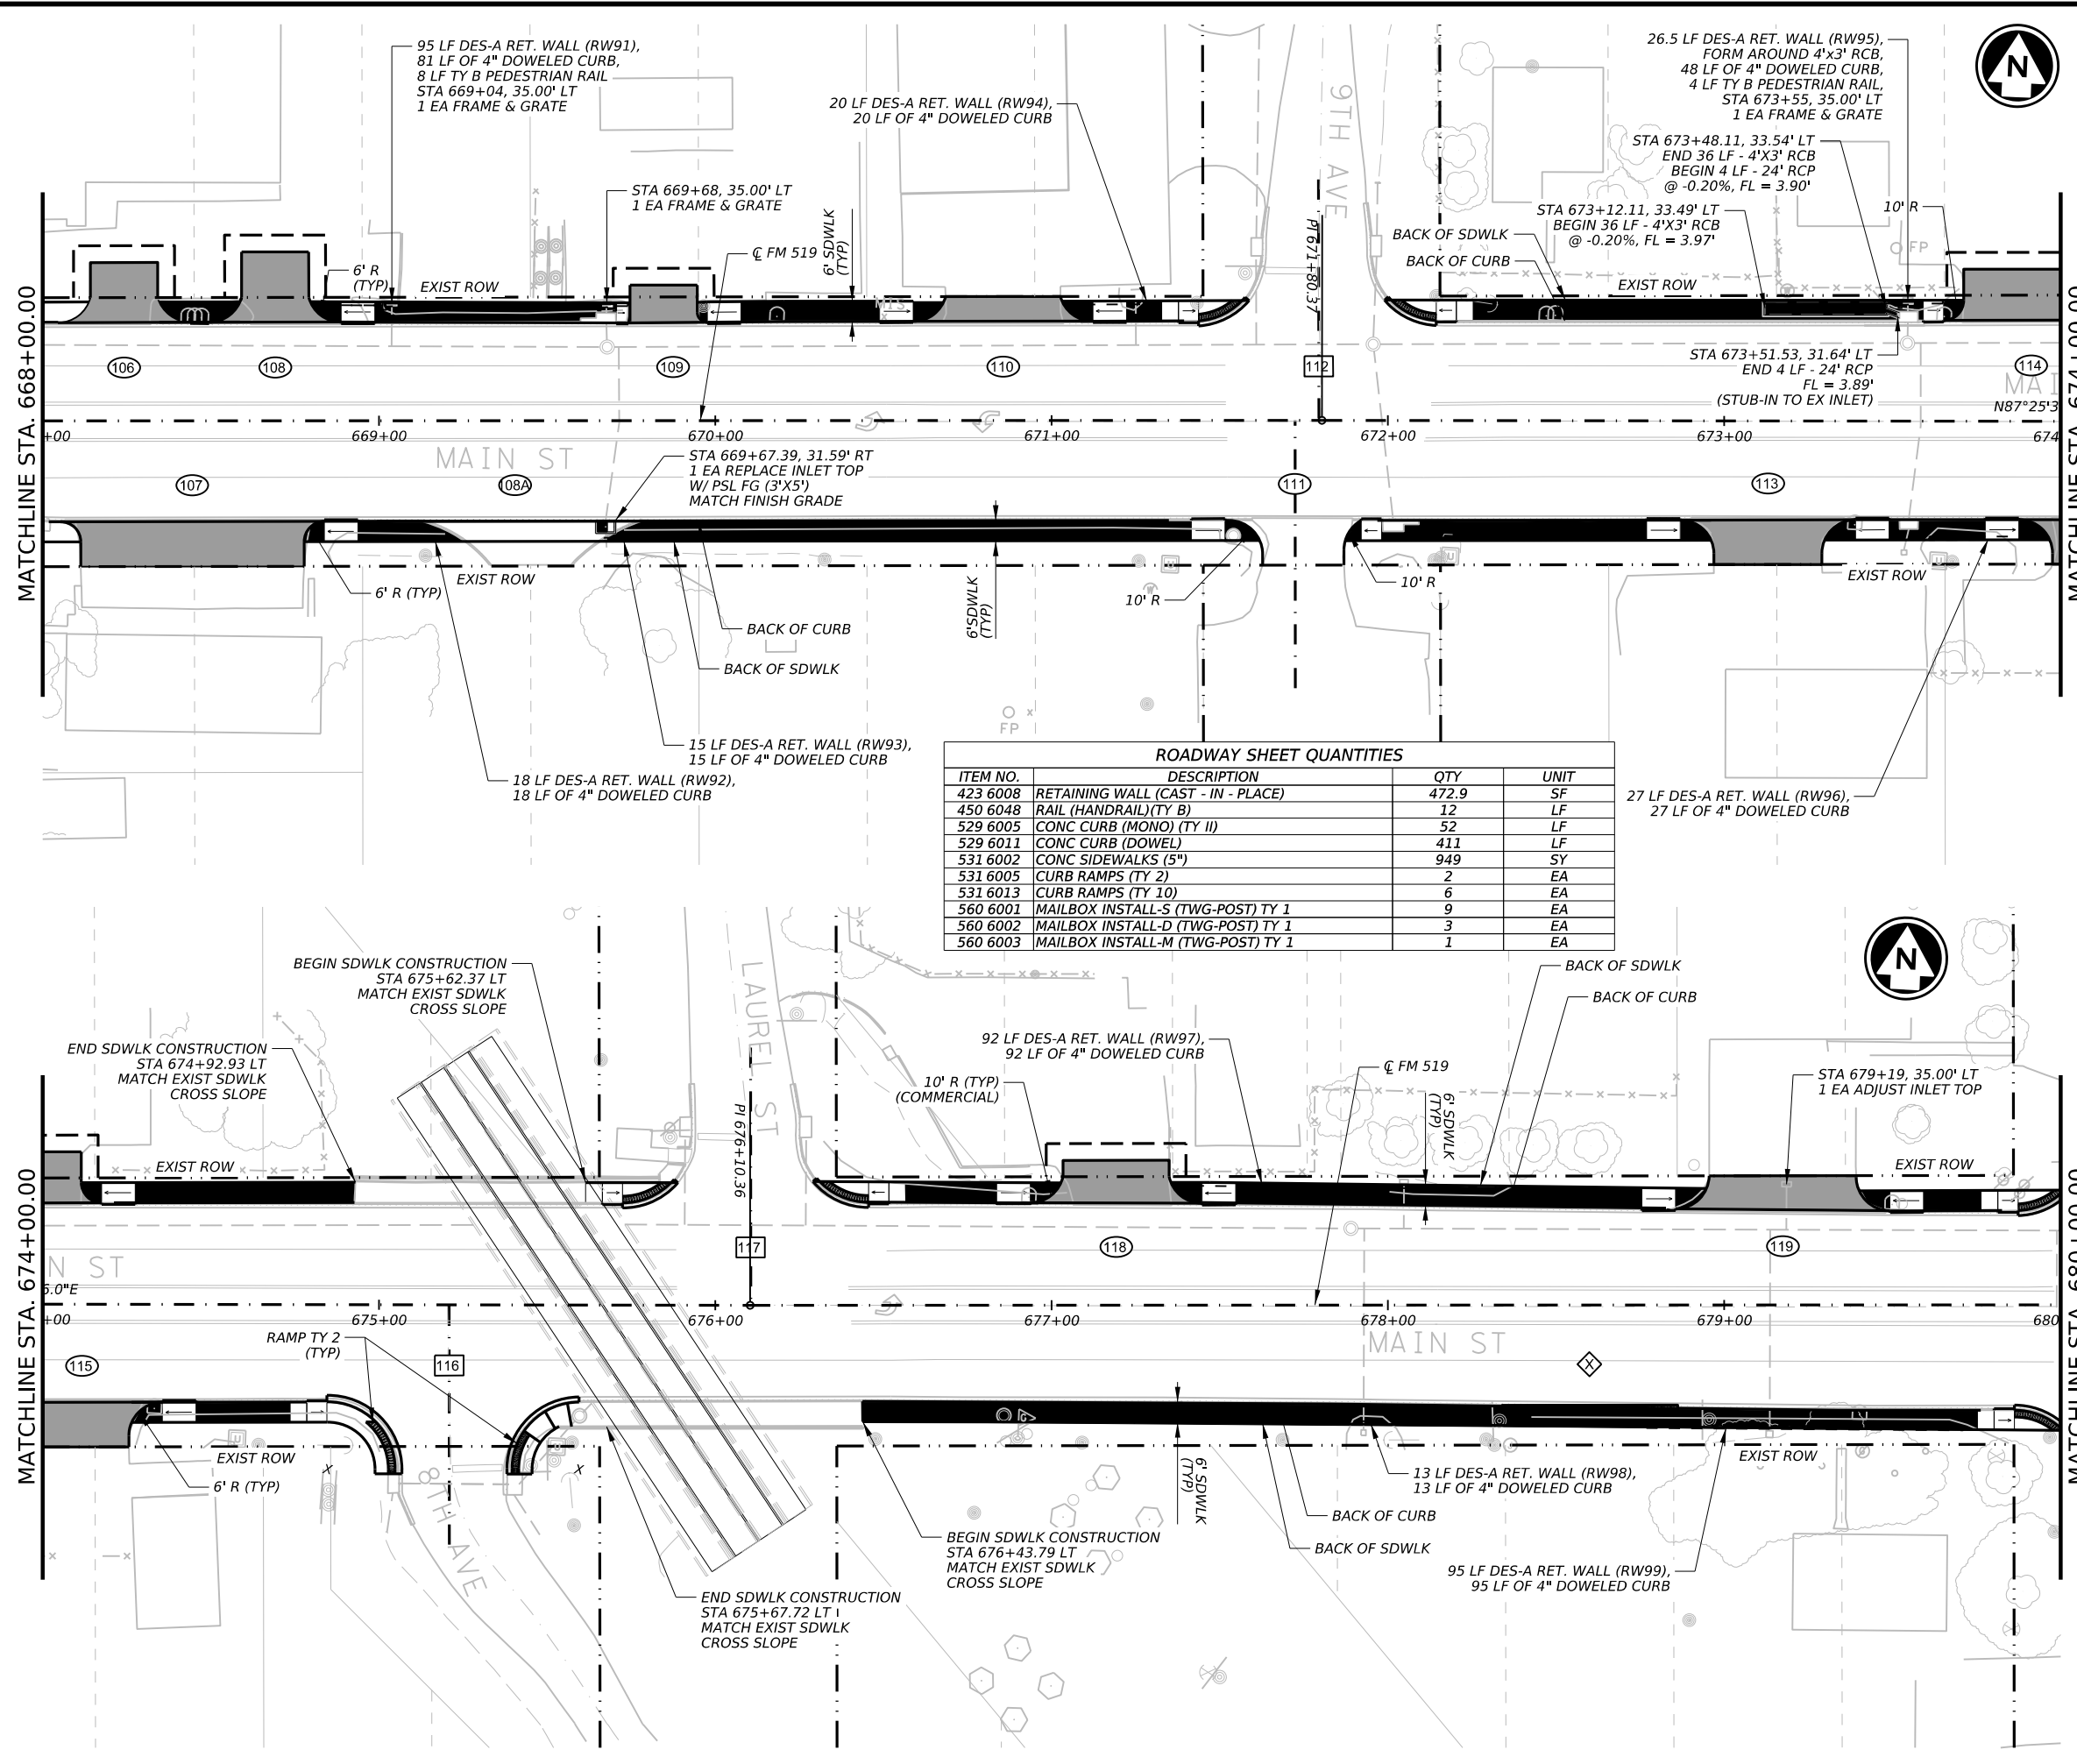 95 LF DES-A RET. WALL (RW91),
81 LF OF 4" DOWELED CURB,
8 LF TY B PEDESTRIAN RAIL
STA 669+04, 35.00' LT
1 EA FRAME & GRATE
20 LF DES-A RET. WALL (RW94),
20 LF OF 4" DOWELED CURB
26.5 LF DES-A RET. WALL (RW95),
FORM AROUND 4'x3' RCB,
48 LF OF 4" DOWELED CURB,
4 LF TY B PEDESTRIAN RAIL,
STA 673+55, 35.00' LT
1 EA FRAME & GRATE
N
STA 669+68, 35.00' LT
1 EA FRAME & GRATE
STA 673+48.11, 33.54' LT
END 36 LF - 4'X3' RCB
BEGIN 4 LF - 24' RCP
@ -0.20%, FL = 3.90'
STA 673+12.11, 33.49' LT
BEGIN 36 LF - 4'X3' RCB
@ -0.20%, FL = 3.97'
10' R
FP
9TH AVE
PI 671+80.37
6' SDWLK
(TYP)
℄ FM 519
BACK OF SDWLK
BACK OF CURB
6' R
(TYP)
EXIST ROW
EXIST ROW
MATCHLINE STA. 668+00.00
MATCHLINE STA. 674+00.00
106
108
109
110
112
114
STA 673+51.53, 31.64' LT
END 4 LF - 24' RCP
FL = 3.89'
(STUB-IN TO EX INLET)
MAI
N87°25'3
+00
669+00
670+00
671+00
672+00
673+00
674
MAIN ST
STA 669+67.39, 31.59' RT
1 EA REPLACE INLET TOP
W/ PSL FG (3'X5')
MATCH FINISH GRADE
107
108A
111
113
EXIST ROW
6' R (TYP)
6'SDWLK
(TYP)
10' R
10' R
EXIST ROW
BACK OF CURB
BACK OF SDWLK
FP
15 LF DES-A RET. WALL (RW93),
15 LF OF 4" DOWELED CURB
18 LF DES-A RET. WALL (RW92),
18 LF OF 4" DOWELED CURB
27 LF DES-A RET. WALL (RW96),
27 LF OF 4" DOWELED CURB
ROADWAY SHEET QUANTITIES
ITEM NO. DESCRIPTION QTY UNIT
423 6008 RETAINING WALL (CAST - IN - PLACE) 472.9 SF
450 6048 RAIL (HANDRAIL)(TY B) 12 LF
529 6005 CONC CURB (MONO) (TY II) 52 LF
529 6011 CONC CURB (DOWEL) 411 LF
531 6002 CONC SIDEWALKS (5") 949 SY
531 6005 CURB RAMPS (TY 2) 2 EA
531 6013 CURB RAMPS (TY 10) 6 EA
560 6001 MAILBOX INSTALL-S (TWG-POST) TY 1 9 EA
560 6002 MAILBOX INSTALL-D (TWG-POST) TY 1 3 EA
560 6003 MAILBOX INSTALL-M (TWG-POST) TY 1 1 EA
BEGIN SDWLK CONSTRUCTION
STA 675+62.37 LT
MATCH EXIST SDWLK
CROSS SLOPE
END SDWLK CONSTRUCTION
STA 674+92.93 LT
MATCH EXIST SDWLK
CROSS SLOPE
LAUREL ST
PI 676+10.36
92 LF DES-A RET. WALL (RW97),
92 LF OF 4" DOWELED CURB
10' R (TYP)
(COMMERCIAL)
℄ FM 519
6' SDWLK
(TYP)
BACK OF SDWLK
BACK OF CURB
N
STA 679+19, 35.00' LT
1 EA ADJUST INLET TOP
EXIST ROW
EXIST ROW
MATCHLINE STA. 674+00.00
MATCHLINE STA. 680+00.00
N ST
5.0"E
117
118
119
+00
675+00
676+00
677+00
678+00
679+00
680
MAIN ST
RAMP TY 2
(TYP)
115
116
X
EXIST ROW
6' R (TYP)
X
X
8TH AVE
6' SDWLK
(TYP)
EXIST ROW
13 LF DES-A RET. WALL (RW98),
13 LF OF 4" DOWELED CURB
BACK OF CURB
BACK OF SDWLK
BEGIN SDWLK CONSTRUCTION
STA 676+43.79 LT
MATCH EXIST SDWLK
CROSS SLOPE
95 LF DES-A RET. WALL (RW99),
95 LF OF 4" DOWELED CURB
END SDWLK CONSTRUCTION
STA 675+67.72 LT
MATCH EXIST SDWLK
CROSS SLOPE